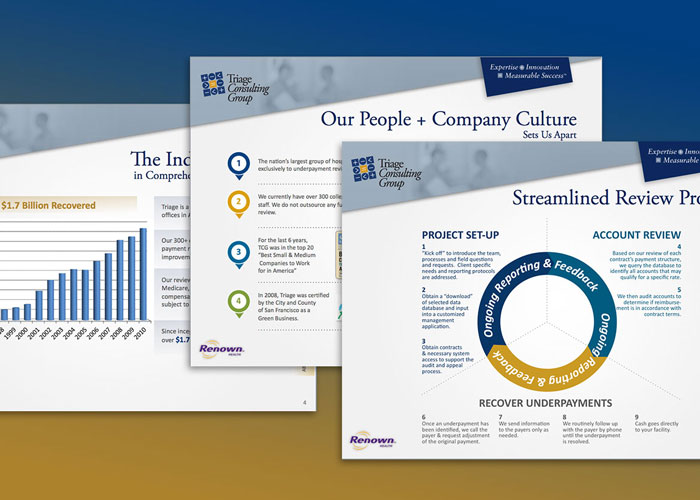 The Ind
in Comprehe
$1.7 Billion Recovered
1999
2000
2001
2002
2003
2004
2005
2006
2007
2008
2009
2010
Triage is a
offices in A
Our 300+
payment r
improvem
Our review
Medicare,
compensat
subject to
Since ince
over $1.7
4
Triage
Consulting
Group
Expertise Innovation
Measurable Success™
Our People + Company Culture
Sets Us Apart
1
The nation's largest group of hosp
exclusively to underpayment revi
2
We currently have over 300 colle
staff. We do not outsource any fu
review.
3
For the last 6 years,
TCG was in the top 20
"Best Small & Medium
Companies to Work
for in America"
4
In 2008, Triage was certified
by the City and County
of San Francisco as a
Green Business.
Renown
HEALTH
Triage
Consulting
Group
Expertise Innov
Measurable
Streamlined Review Pro
PROJECT SET-UP
1
"Kick off" to introduce the team,
processes and field questions
and requests. Client specific
needs and reporting protocols
are addressed.
2
Obtain a "download"
of selected data
database and input
into a customized
management
application.
3
Obtain contracts
& necessary system
access to support the
audit and appeal
process.
Ongoing Reporting & Feedback
Ongoing Reporting
Ongoing Reporting & Feedback
ACCOUNT REVIEW
4
Based on our review of each
contract's payment structure,
we query the database to
identify all accounts that may
qualify for a specific rate.
5
We then audit accounts to
determine if reimburse-
ment is in accordance with
contract terms.
RECOVER UNDERPAYMENTS
6
Once an underpayment has
been identified, we call the
payer & request adjustment
of the original payment.
7
We send information
to the payers only as
needed.
8
We routinely follow up
with the payer by phone
until the underpayment
is resolved.
9
Cash goes directly
to your facility.
Renown
HEALTH